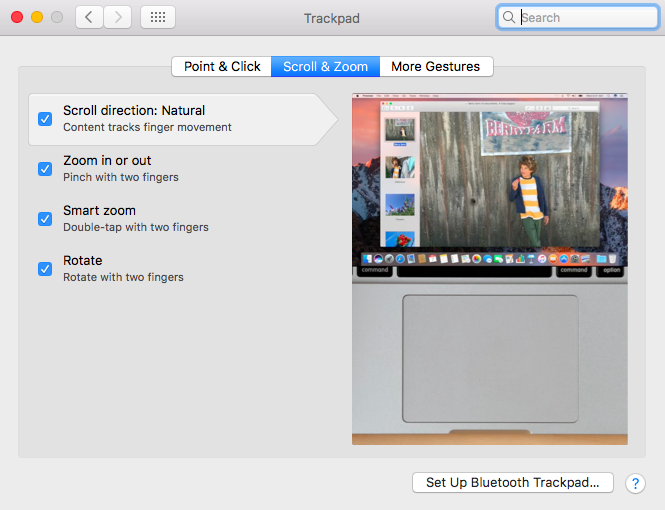 Trackpad
Search
Point & Click
Scroll & Zoom
More Gestures
Scroll direction: Natural
Content tracks finger movement
Zoom in or out
Pinch with two fingers
Smart zoom
Double-tap with two fingers
Rotate
Rotate with two fingers
command
command
option
Set Up Bluetooth Trackpad...
?